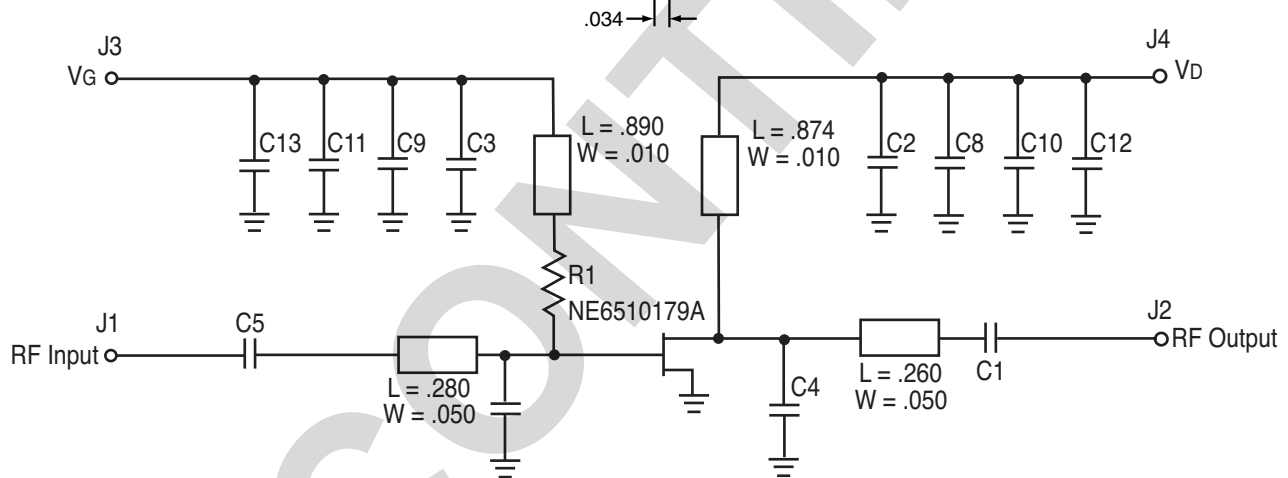 .034
J3
VG
C13
C11
C9
C3
L = .890
W = .010
L = .874
W = .010
C2
C8
C10
C12
J4
VD
R1
NE6510179A
J1
RF Input
C5
L = .280
W = .050
C4
L = .260
W = .050
C1
J2
RF Output
CONTI